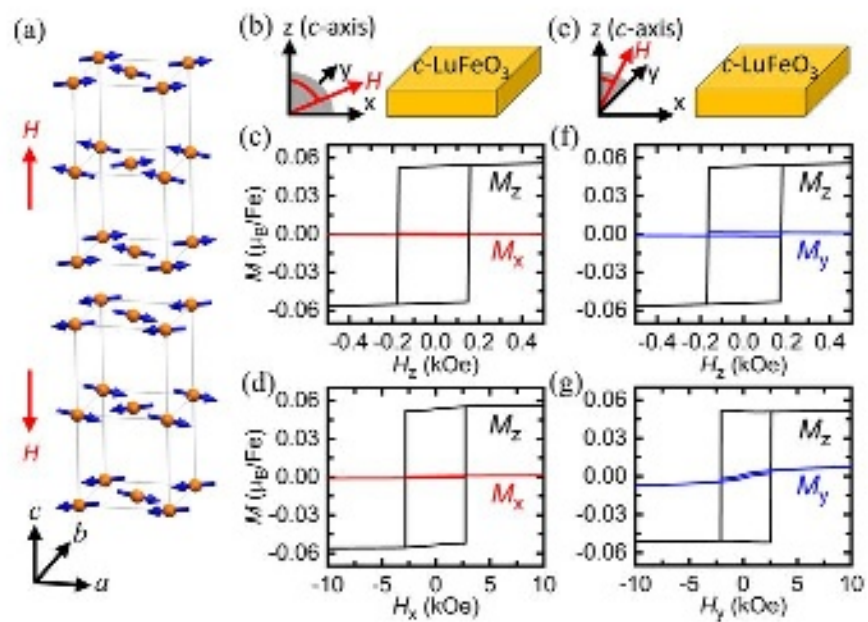 (a)
H
H
c
b
a
(b)
z (c-axis)
y
H
x
c-LuFeO3
(e)
z (c-axis)
H
y
x
c-LuFeO3
(c)
0.06
0.03
0.00
-0.03
-0.06
M (μB/Fe)
Mz
Mx
-0.4 -0.2 0.0 0.2 0.4
Hz (kOe)
(f)
0.06
0.03
0.00
-0.03
-0.06
Mz
My
-0.4 -0.2 0.0 0.2 0.4
Hz (kOe)
(d)
0.06
0.03
0.00
-0.03
-0.06
M (μB/Fe)
Mz
Mx
-10 -5 0 5 10
Hx (kOe)
(g)
0.06
0.03
0.00
-0.03
-0.06
Mz
My
-10 -5 0 5 10
Hy (kOe)